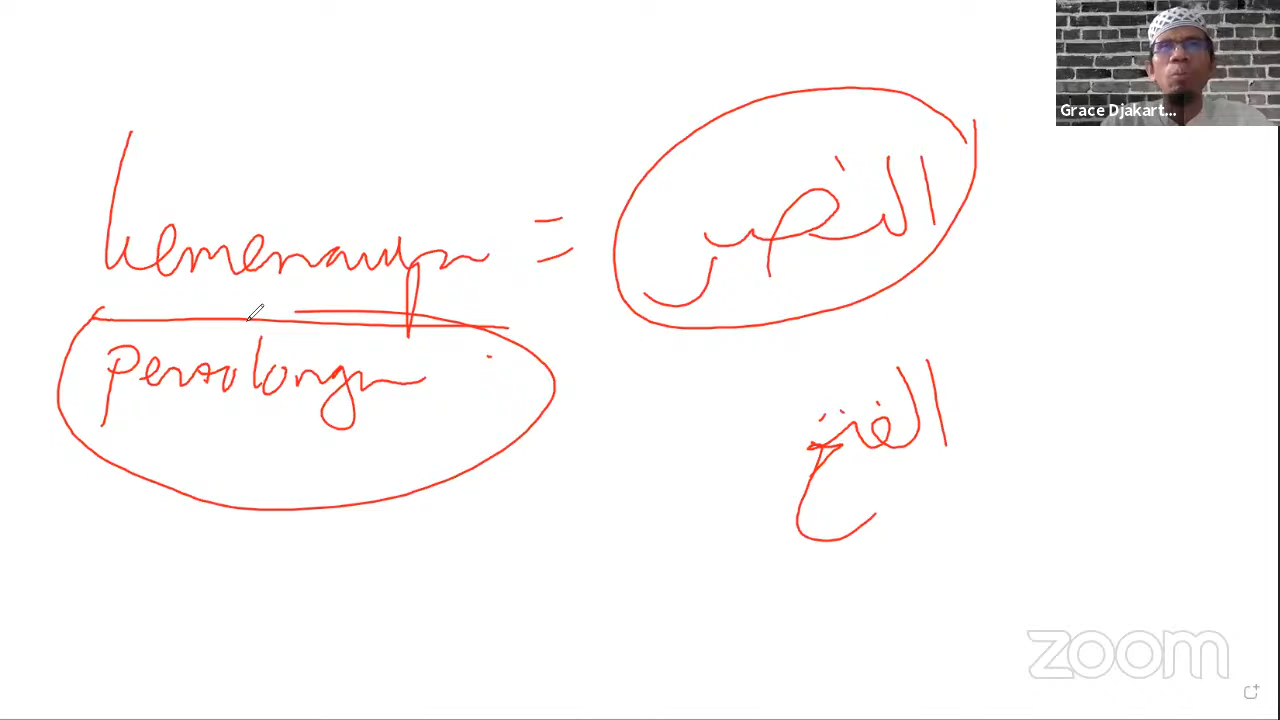 Grace Djakart...
kemenangan = النصر
pertolongan
الفتح
zoom